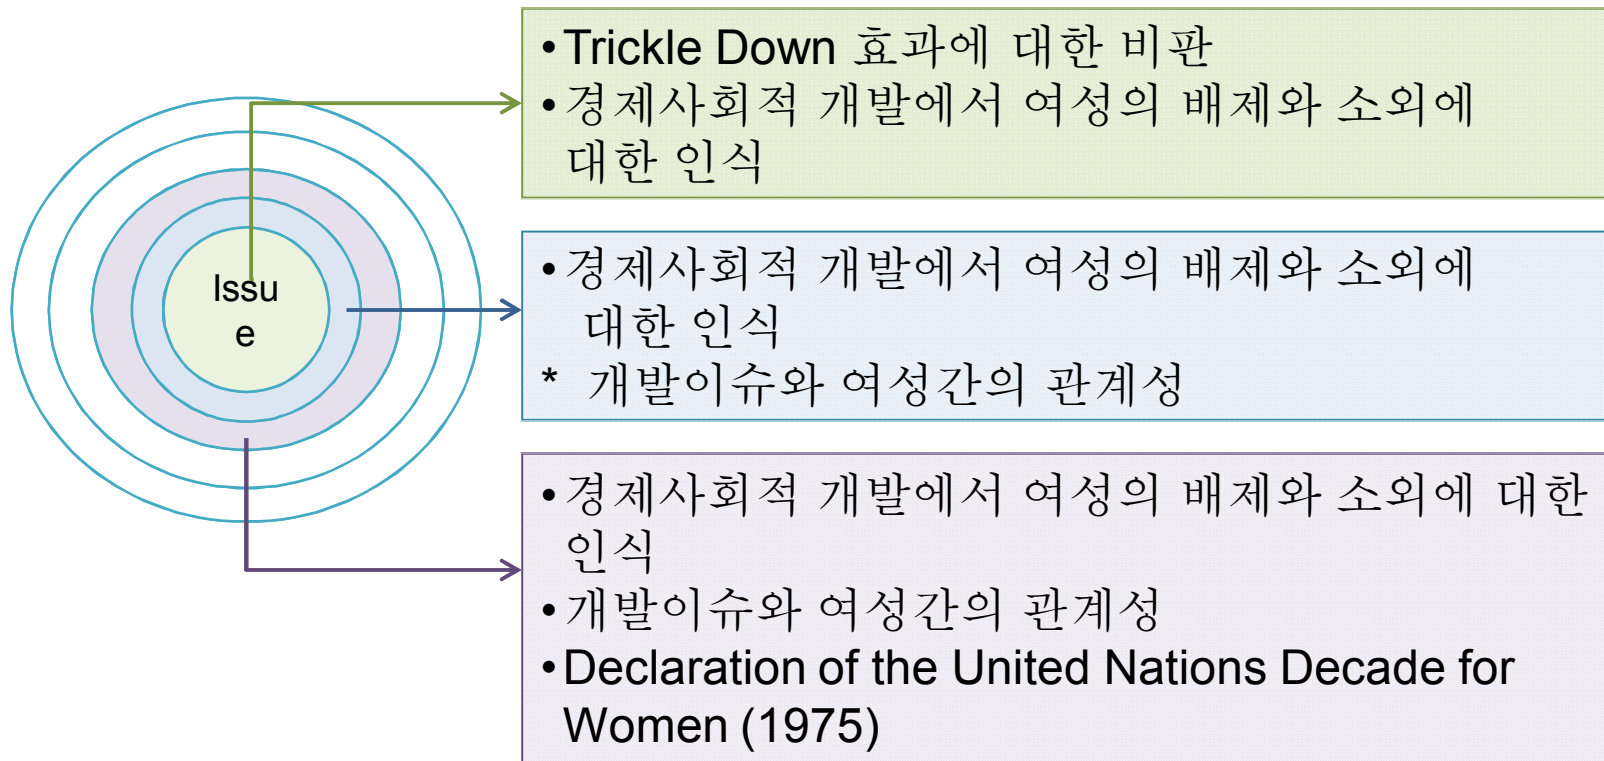 Issu
e
•Trickle Down 효과에 대한 비판
•경제사회적 개발에서 여성의 배제와 소외에
대한 인식
•경제사회적 개발에서 여성의 배제와 소외에
대한 인식
* 개발이슈와 여성간의 관계성
•경제사회적 개발에서 여성의 배제와 소외에 대한
인식
•개발이슈와 여성간의 관계성
•Declaration of the United Nations Decade for
Women (1975)